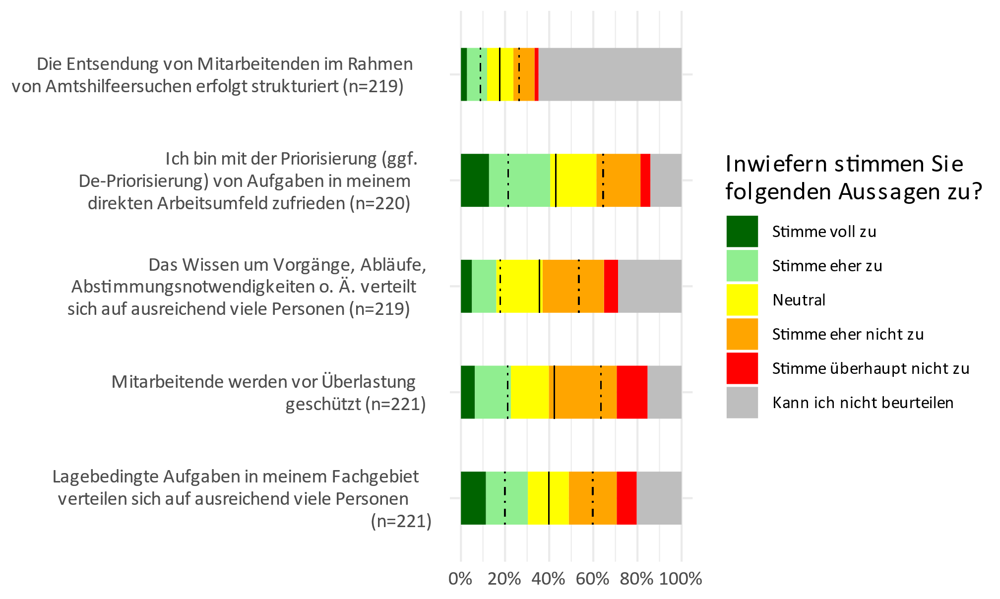 Die Entsendung von Mitarbeitenden im Rahmen
von Amtshilfeersuchen erfolgt strukturiert (n=219)
Ich bin mit der Priorisierung (ggf.
De-Priorisierung) von Aufgaben in meinem
direkten Arbeitsumfeld zufrieden (n=220)
Das Wissen um Vorgänge, Abläufe,
Abstimmungsnotwendigkeiten o. Ä. verteilt
sich auf ausreichend viele Personen (n=219)
Mitarbeitende werden vor Überlastung
geschützt (n=221)
Lagebedingte Aufgaben in meinem Fachgebiet
verteilen sich auf ausreichend viele Personen
(n=221)
0% 20% 40% 60% 80% 100%
Inwiefern stimmen Sie
folgenden Aussagen zu?
Stimme voll zu
Stimme eher zu
Neutral
Stimme eher nicht zu
Stimme überhaupt nicht zu
Kann ich nicht beurteilen